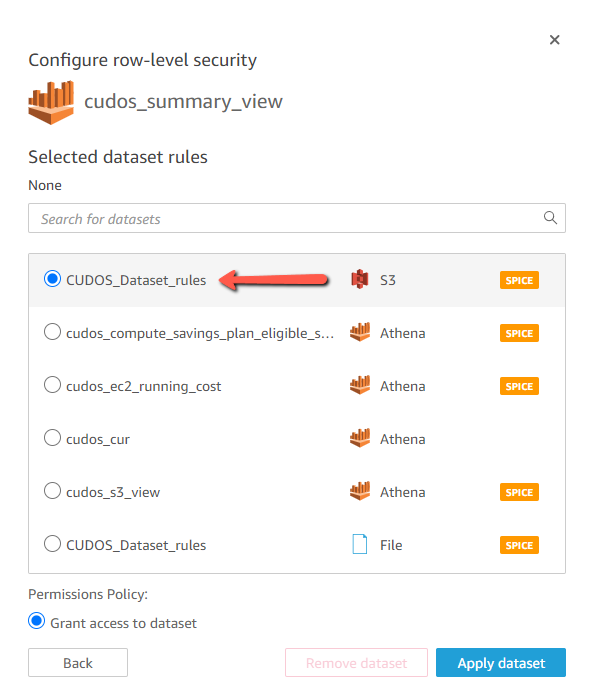 Configure row-level security
cudos_summary_view
Selected dataset rules
None
Search for datasets
CUDOS_Dataset_rules S3 SPICE
cudos_compute_savings_plan_eligible_s... Athena SPICE
cudos_ec2_running_cost Athena SPICE
cudos_cur Athena
cudos_s3_view Athena SPICE
CUDOS_Dataset_rules File SPICE
Permissions Policy:
Grant access to dataset
Back Remove dataset Apply dataset